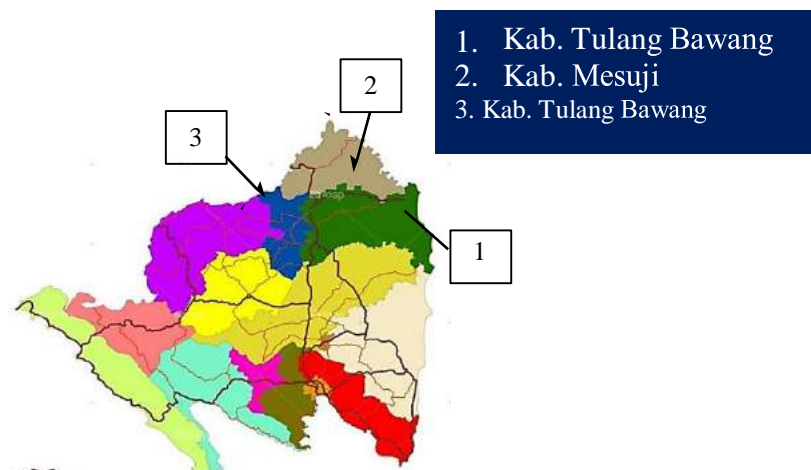 1. Kab. Tulang Bawang
2. Kab. Mesuji
3. Kab. Tulang Bawang
2
3
1